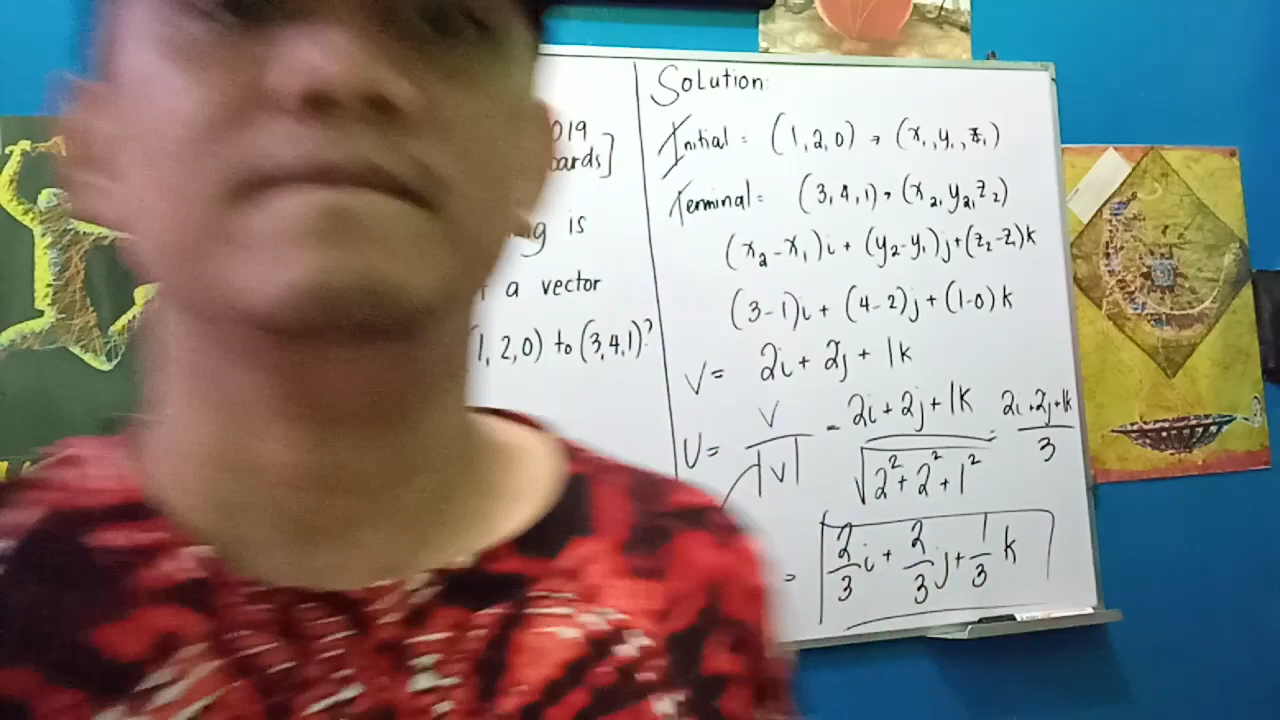 019
ards]
g is
a vector
1, 2, 0) to (3, 4, 1)?
Solution:
Initial = (1, 2, 0) → (x₁, y₁, z₁)
Terminal = (3, 4, 1) → (x₂, y₂, z₂)
(x₂ - x₁)i + (y₂ - y₁)j + (z₂ - z₁)k
(3 - 1)i + (4 - 2)j + (1 - 0)k
V = 2i + 2j + 1k
U = V / |V| = 2i + 2j + 1k / √2² + 2² + 1² = 2i + 2j + 1k / 3
= 2/3 i + 2/3 j + 1/3 k